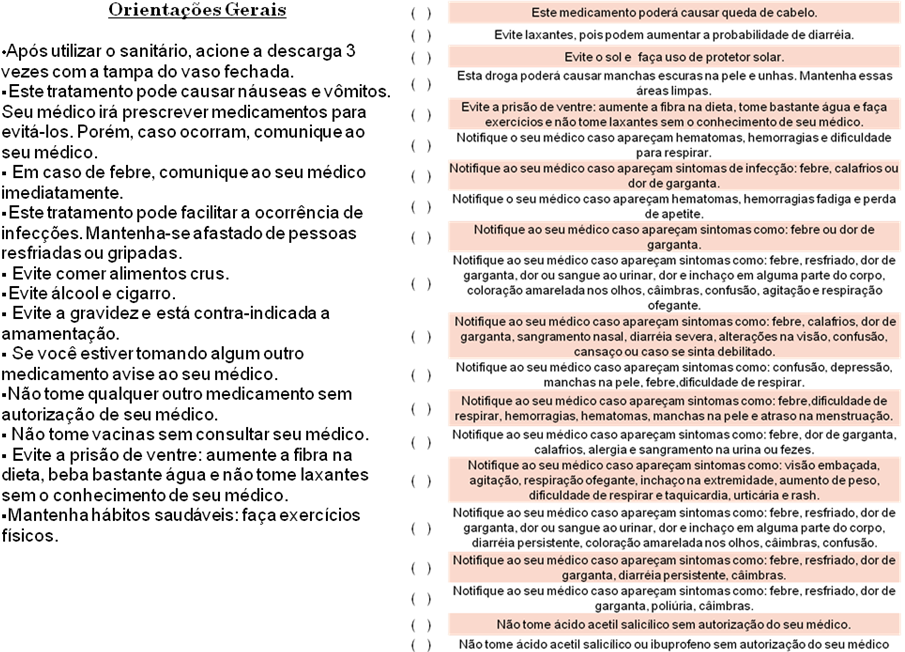 Orientações Gerais
•Após utilizar o sanitário, acione a descarga 3
vezes com a tampa do vaso fechada.
▪Este tratamento pode causar náuseas e vômitos.
Seu médico irá prescrever medicamentos para
evitá-los. Porém, caso ocorram, comunique ao
seu médico.
▪ Em caso de febre, comunique ao seu médico
imediatamente.
▪Este tratamento pode facilitar a ocorrência de
infecções. Mantenha-se afastado de pessoas
resfriadas ou gripadas.
▪ Evite comer alimentos crus.
▪Evite álcool e cigarro.
▪ Evite a gravidez e está contra-indicada a
amamentação.
▪ Se você estiver tomando algum outro
medicamento avise ao seu médico.
▪Não tome qualquer outro medicamento sem
autorização de seu médico.
▪ Não tome vacinas sem consultar seu médico.
▪ Evite a prisão de ventre: aumente a fibra na
dieta, beba bastante água e não tome laxantes
sem o conhecimento de seu médico.
▪Mantenha hábitos saudáveis: faça exercícios
físicos.
( ) Este medicamento poderá causar queda de cabelo.
( ) Evite laxantes, pois podem aumentar a probabilidade de diarréia.
( ) Evite o sol e faça uso de protetor solar.
( ) Esta droga poderá causar manchas escuras na pele e unhas. Mantenha essas
áreas limpas.
( ) Evite a prisão de ventre: aumente a fibra na dieta, tome bastante água e faça
exercícios e não tome laxantes sem o conhecimento de seu médico.
( ) Notifique o seu médico caso apareçam hematomas, hemorragias e dificuldade
para respirar.
( ) Notifique ao seu médico caso apareçam sintomas de infecção: febre, calafrios ou
dor de garganta.
( ) Notifique o seu médico caso apareçam hematomas, hemorragias fadiga e perda
de apetite.
( ) Notifique ao seu médico caso apareçam sintomas como: febre ou dor de
garganta.
( ) Notifique ao seu médico caso apareçam sintomas como: febre, resfriado, dor de
garganta, dor ou sangue ao urinar, dor e inchaço em alguma parte do corpo,
coloração amarelada nos olhos, câimbras, confusão, agitação e respiração
ofegante.
( ) Notifique ao seu médico caso apareçam sintomas como: febre, calafrios, dor de
garganta, sangramento nasal, diarréia severa, alterações na visão, confusão,
cansaço ou caso se sinta debilitado.
( ) Notifique ao seu médico caso apareçam sintomas como: confusão, depressão,
manchas na pele, febre,dificuldade de respirar.
( ) Notifique ao seu médico caso apareçam sintomas como: febre,dificuldade de
respirar, hemorragias, hematomas, manchas na pele e atraso na menstruação.
( ) Notifique ao seu médico caso apareçam sintomas como: febre, dor de garganta,
calafrios, alergia e sangramento na urina ou fezes.
( ) Notifique ao seu médico caso apareçam sintomas como: visão embaçada,
agitação, respiração ofegante, inchaço na extremidade, aumento de peso,
dificuldade de respirar e taquicardia, urticária e rash.
( ) Notifique ao seu médico caso apareçam sintomas como: febre, resfriado, dor de
garganta, dor ou sangue ao urinar, dor e inchaço em alguma parte do corpo,
diarréia persistente, coloração amarelada nos olhos, câimbras, confusão.
( ) Notifique ao seu médico caso apareçam sintomas como: febre, resfriado, dor de
garganta, diarréia persistente, câimbras.
( ) Notifique ao seu médico caso apareçam sintomas como: febre, resfriado, dor de
garganta, poliúria, câimbras.
( ) Não tome ácido acetil salicílico sem autorização do seu médico.
( ) Não tome ácido acetil salicílico ou ibuprofeno sem autorização do seu médico